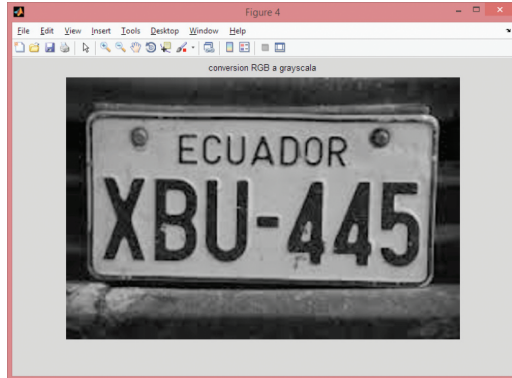 Figure 4
File Edit View Insert Tools Desktop Window Help
conversion RGB a grayscala
ECUADOR
XBU-445